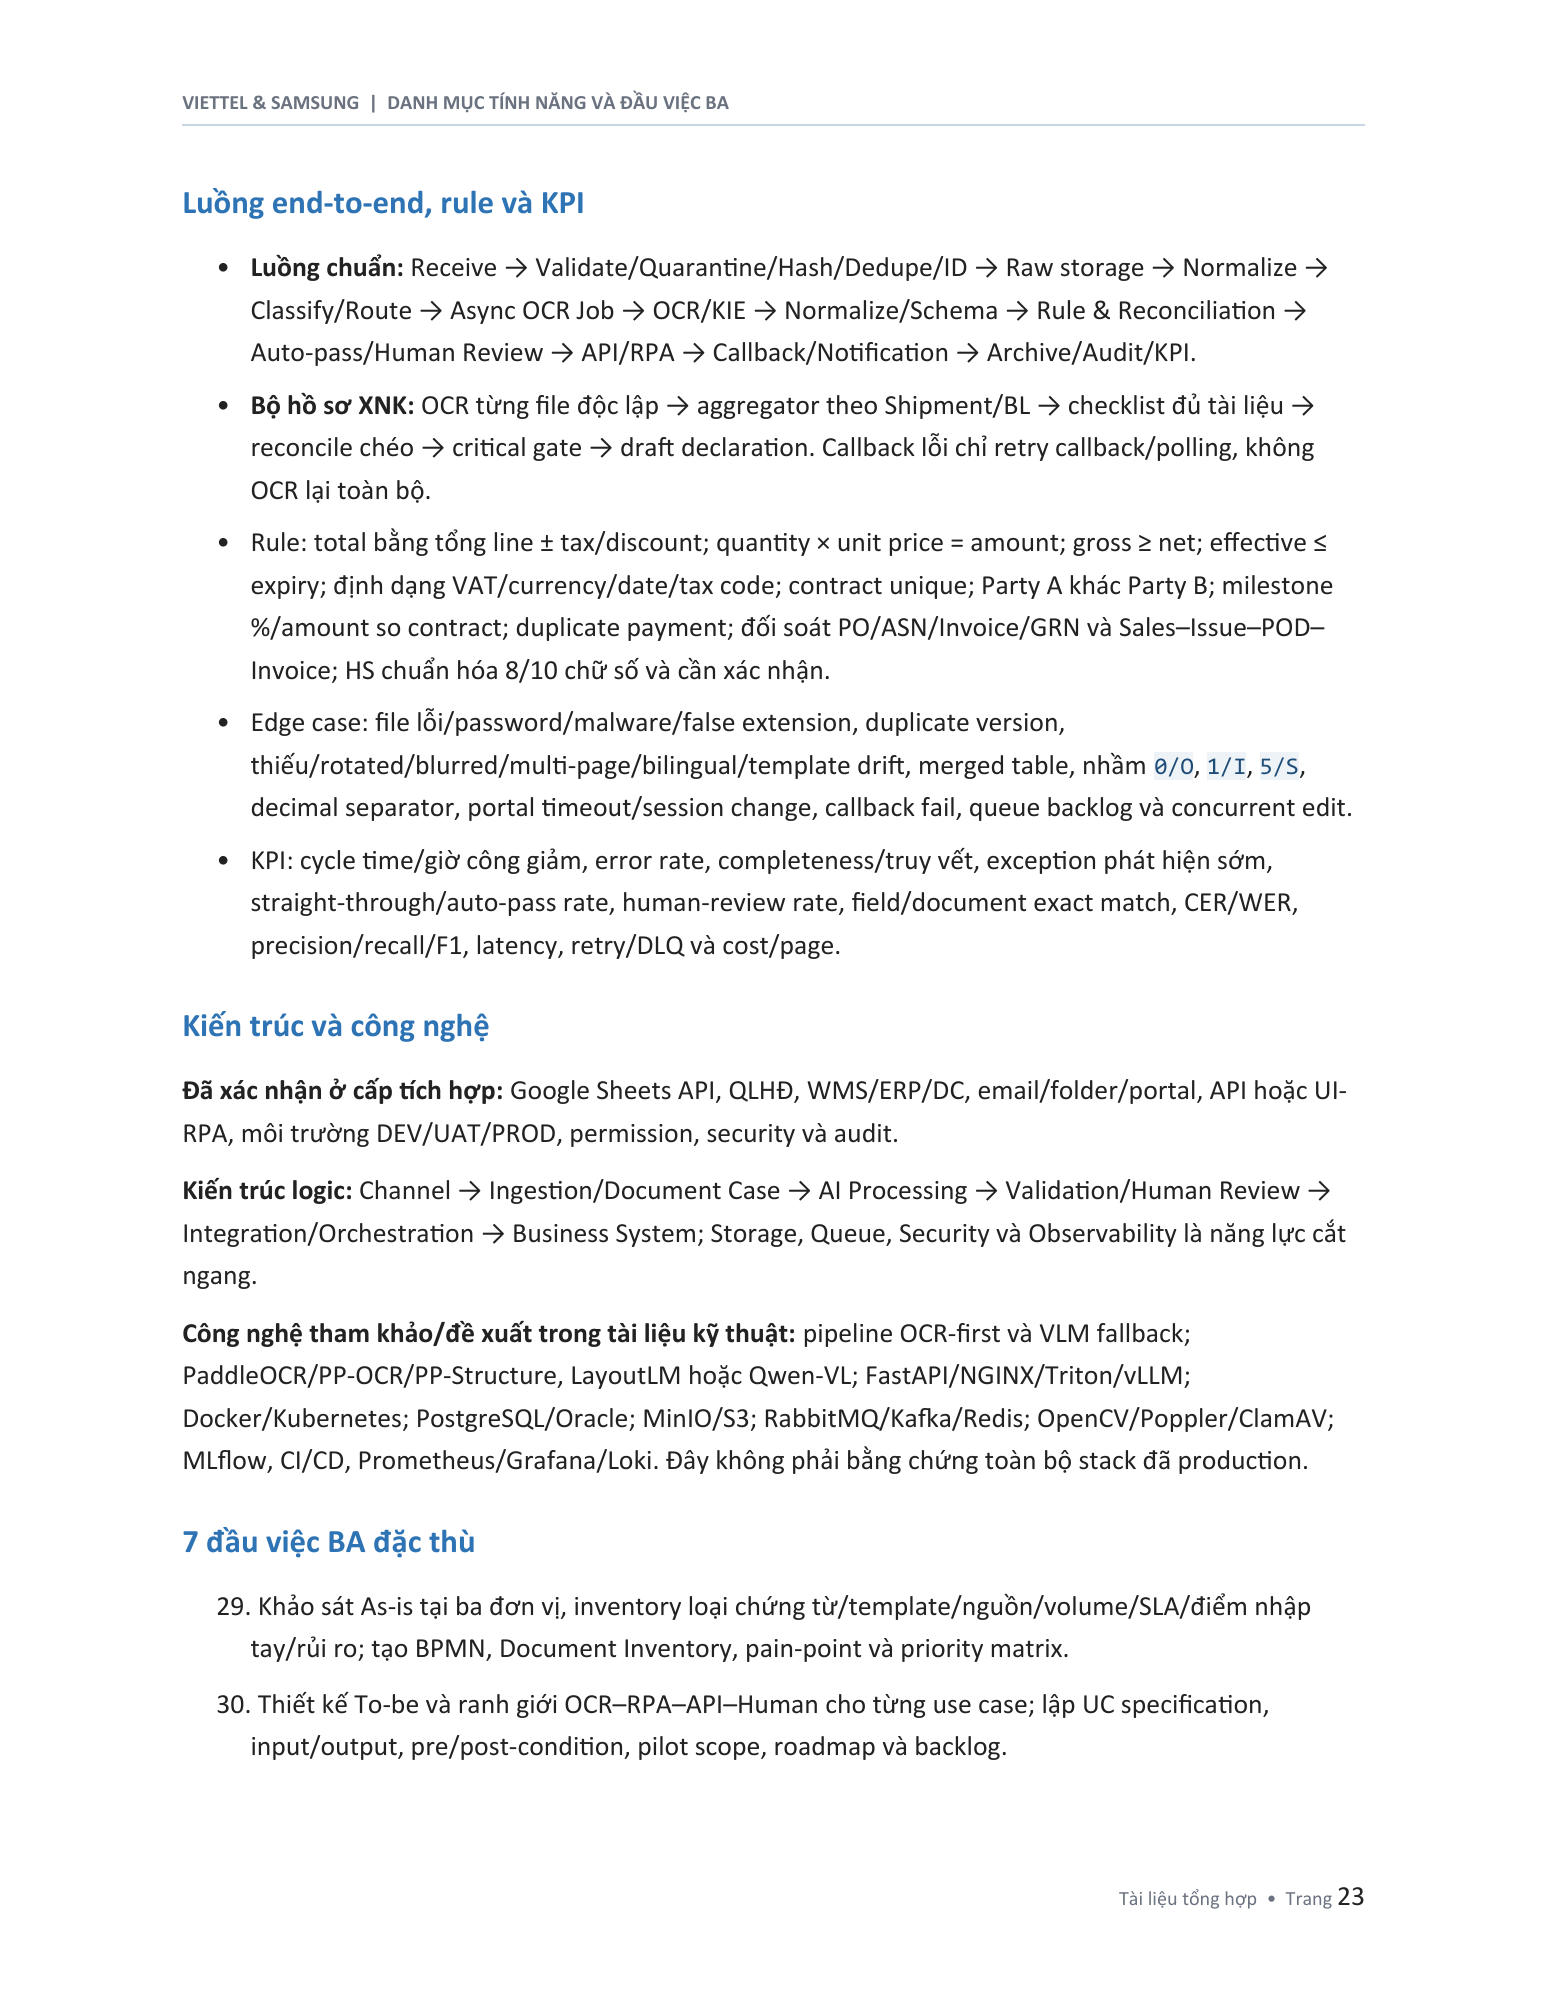 VIETTEL & SAMSUNG | DANH MỤC TÍNH NĂNG VÀ ĐẦU VIỆC BA
Luồng end-to-end, rule và KPI
• Luồng chuẩn: Receive → Validate/Quarantine/Hash/Dedupe/ID → Raw storage → Normalize →
Classify/Route → Async OCR Job → OCR/KIE → Normalize/Schema → Rule & Reconciliation →
Auto-pass/Human Review → API/RPA → Callback/Notification → Archive/Audit/KPI.
• Bộ hồ sơ XNK: OCR từng file độc lập → aggregator theo Shipment/BL → checklist đủ tài liệu →
reconcile chéo → critical gate → draft declaration. Callback lỗi chỉ retry callback/polling, không
OCR lại toàn bộ.
• Rule: total bằng tổng line ± tax/discount; quantity × unit price = amount; gross ≥ net; effective ≤
expiry; định dạng VAT/currency/date/tax code; contract unique; Party A khác Party B; milestone
%/amount so contract; duplicate payment; đối soát PO/ASN/Invoice/GRN và Sales–Issue–POD–
Invoice; HS chuẩn hóa 8/10 chữ số và cần xác nhận.
• Edge case: file lỗi/password/malware/false extension, duplicate version,
thiếu/rotated/blurred/multi-page/bilingual/template drift, merged table, nhầm 0/O, 1/I, 5/S,
decimal separator, portal timeout/session change, callback fail, queue backlog và concurrent edit.
• KPI: cycle time/giờ công giảm, error rate, completeness/truy vết, exception phát hiện sớm,
straight-through/auto-pass rate, human-review rate, field/document exact match, CER/WER,
precision/recall/F1, latency, retry/DLQ và cost/page.
Kiến trúc và công nghệ
Đã xác nhận ở cấp tích hợp: Google Sheets API, QLHĐ, WMS/ERP/DC, email/folder/portal, API hoặc UI-
RPA, môi trường DEV/UAT/PROD, permission, security và audit.
Kiến trúc logic: Channel → Ingestion/Document Case → AI Processing → Validation/Human Review →
Integration/Orchestration → Business System; Storage, Queue, Security và Observability là năng lực cắt
ngang.
Công nghệ tham khảo/đề xuất trong tài liệu kỹ thuật: pipeline OCR-first và VLM fallback;
PaddleOCR/PP-OCR/PP-Structure, LayoutLM hoặc Qwen-VL; FastAPI/NGINX/Triton/vLLM;
Docker/Kubernetes; PostgreSQL/Oracle; MinIO/S3; RabbitMQ/Kafka/Redis; OpenCV/Poppler/ClamAV;
MLflow, CI/CD, Prometheus/Grafana/Loki. Đây không phải bằng chứng toàn bộ stack đã production.
7 đầu việc BA đặc thù
29. Khảo sát As-is tại ba đơn vị, inventory loại chứng từ/template/nguồn/volume/SLA/điểm nhập
tay/rủi ro; tạo BPMN, Document Inventory, pain-point và priority matrix.
30. Thiết kế To-be và ranh giới OCR–RPA–API–Human cho từng use case; lập UC specification,
input/output, pre/post-condition, pilot scope, roadmap và backlog.
Tài liệu tổng hợp • Trang 23